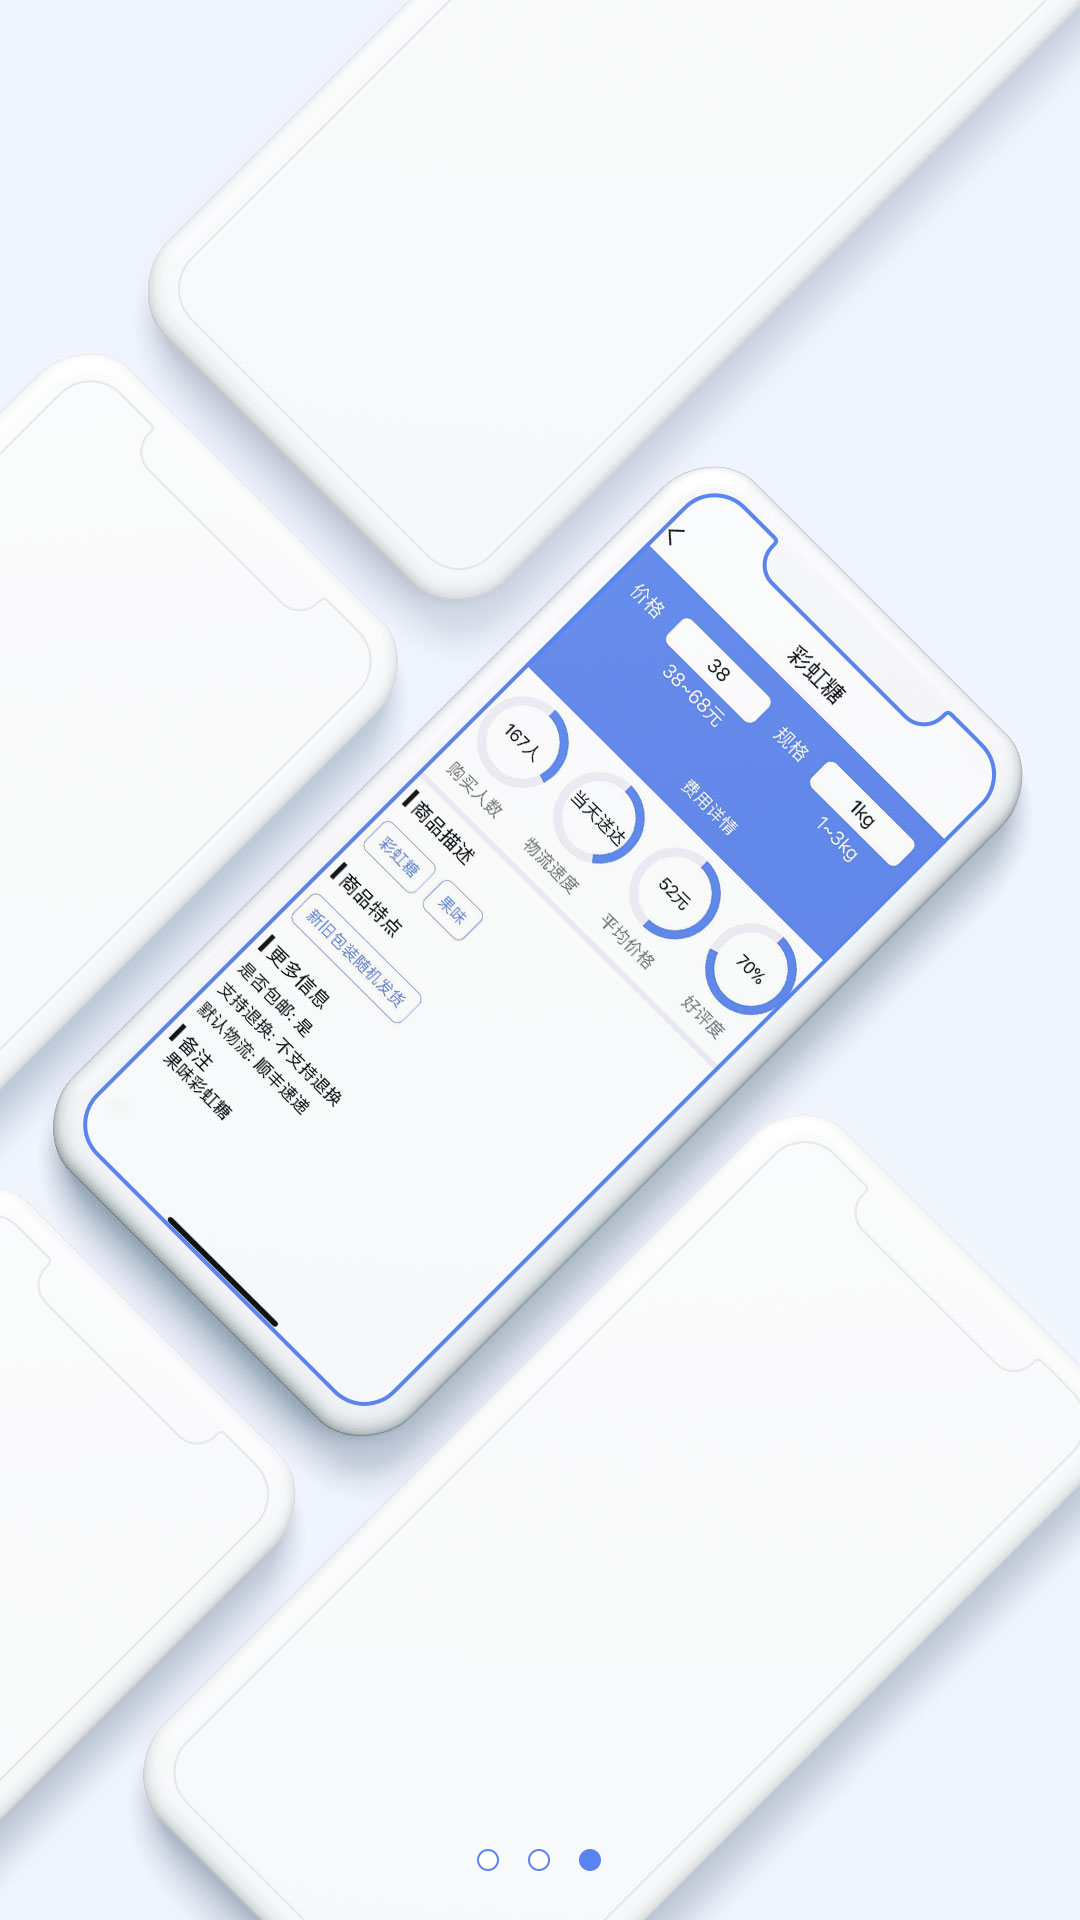 彩虹糖
价格
38
38~68元
规格
1kg
1~3kg
费用详情
167人
购买人数
当天送达
物流速度
52元
平均价格
70%
好评度
商品描述
彩虹糖
果味
商品特点
新旧包装随机发货
更多信息
是否包邮: 是
支持退换: 不支持退换
默认物流: 顺丰速递
备注
果味彩虹糖